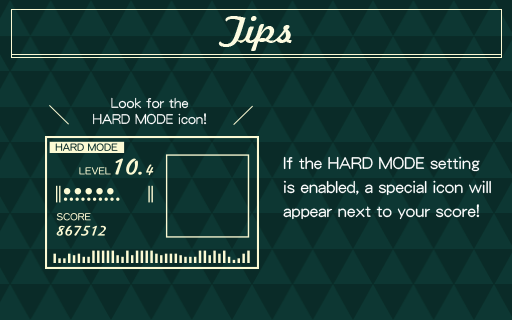 Tips
Look for the
HARD MODE icon!
HARD MODE
LEVEL 10.4
SCORE
867512
If the HARD MODE setting
is enabled, a special icon will
appear next to your score!